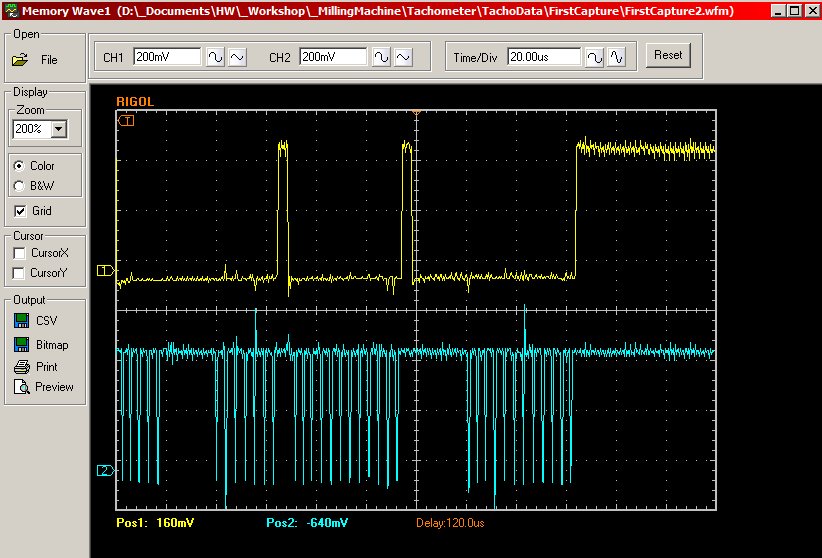 Memory Wave1 (D:\_Documents\HW\_Workshop\_MillingMachine\Tachometer\TachoData\FirstCapture\FirstCapture2.wfm)
Open
File
CH1 200mV CH2 200mV Time/Div 20.00us Reset
Display
Zoom
200%
Color
B&W
Grid
Cursor
CursorX
CursorY
Output
CSV
Bitmap
Print
Preview
RIGOL
T
1
2
Pos1: 160mV Pos2: -640mV Delay:120.0us